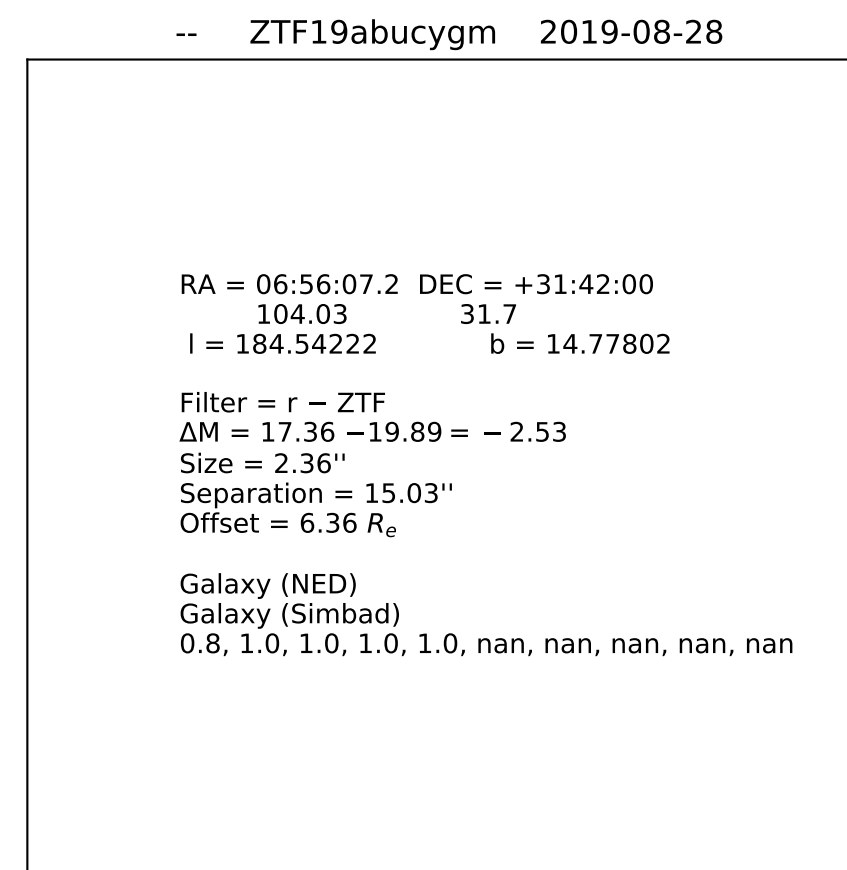 -- ZTF19abucygm 2019-08-28
RA = 06:56:07.2 DEC = +31:42:00
104.03 31.7
l = 184.54222 b = 14.77802
Filter = r − ZTF
ΔM = 17.36 −19.89 = − 2.53
Size = 2.36''
Separation = 15.03''
Offset = 6.36 Re
Galaxy (NED)
Galaxy (Simbad)
0.8, 1.0, 1.0, 1.0, 1.0, nan, nan, nan, nan, nan